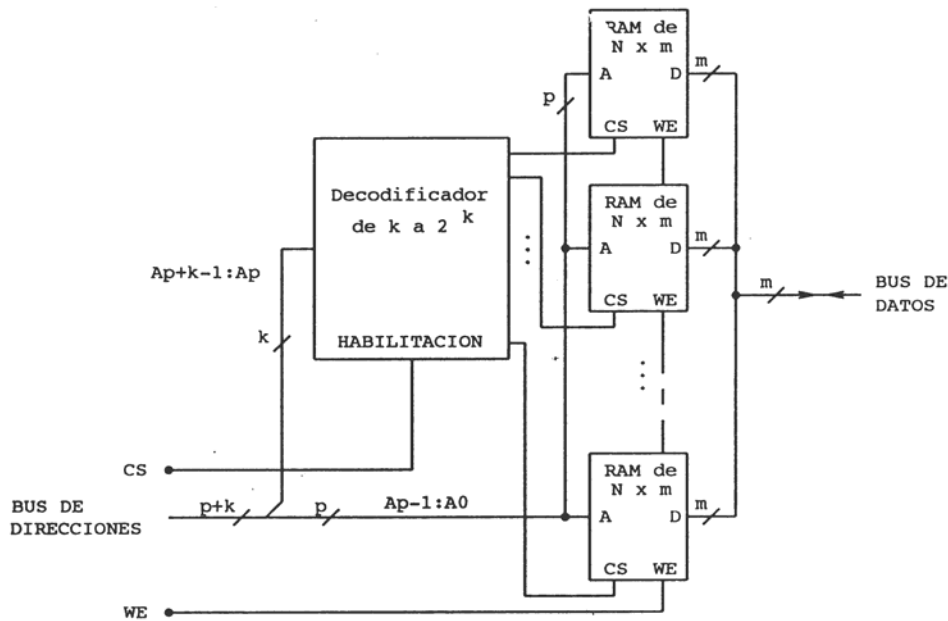 RAM de
N x m
A
D
m
p
CS WE
Decodificador
de k a 2 k
RAM de
N x m
A
D
m
Ap+k-1:Ap
m
BUS DE
DATOS
CS WE
k
HABILITACION
CS
RAM de
N x m
BUS DE
DIRECCIONES
p+k
p
Ap-1:A0
A
D
m
CS WE
WE